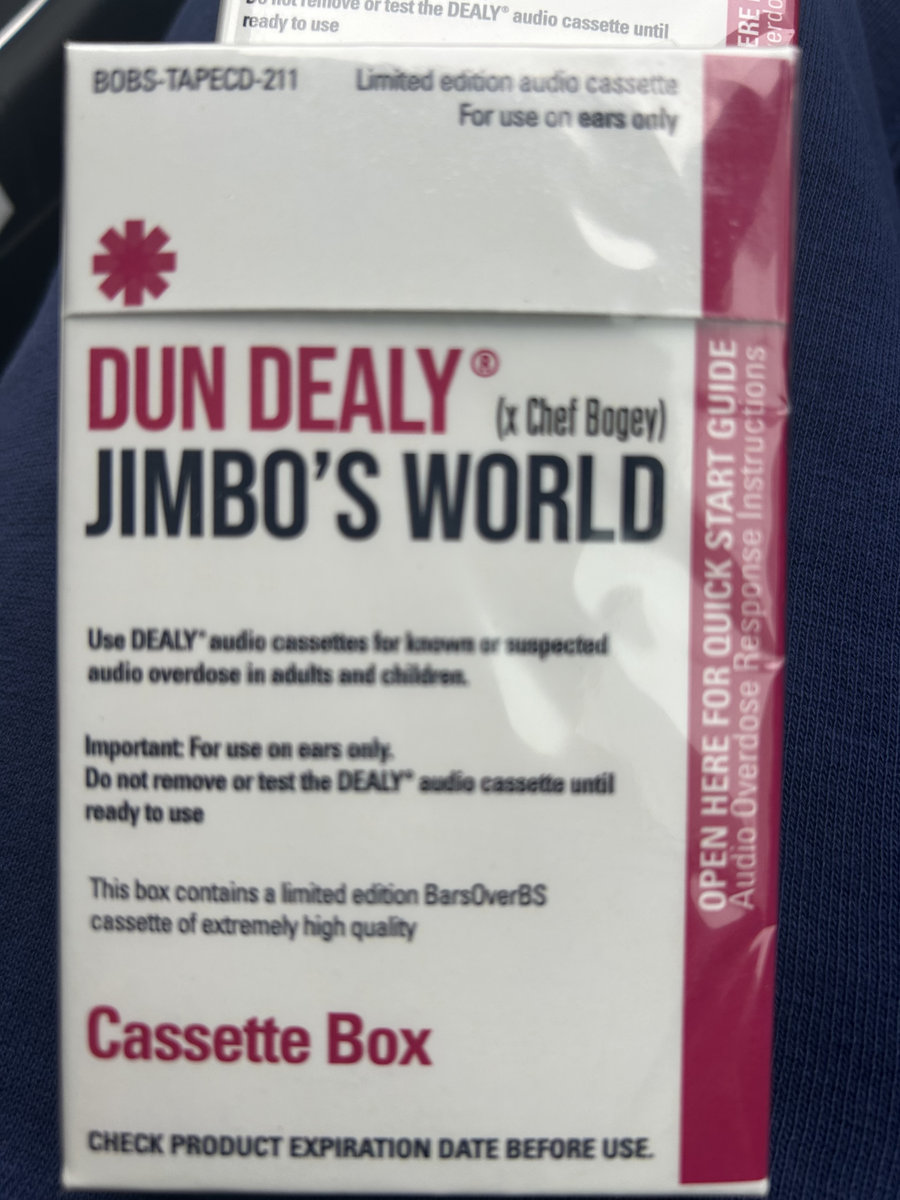 Do not remove or test the DEALY® audio cassette until
ready to use
BOBS-TAPECD-211
Limited edition audio cassette
For use on ears only
DUN DEALY®
(x Chef Bogey)
JIMBO'S WORLD
Use DEALY® audio cassettes for known or suspected
audio overdose in adults and children.
Important: For use on ears only.
Do not remove or test the DEALY® audio cassette until
ready to use
This box contains a limited edition BarsOverBS
cassette of extremely high quality
Cassette Box
CHECK PRODUCT EXPIRATION DATE BEFORE USE.
OPEN HERE FOR QUICK START GUIDE
Audio Overdose Response Instructions